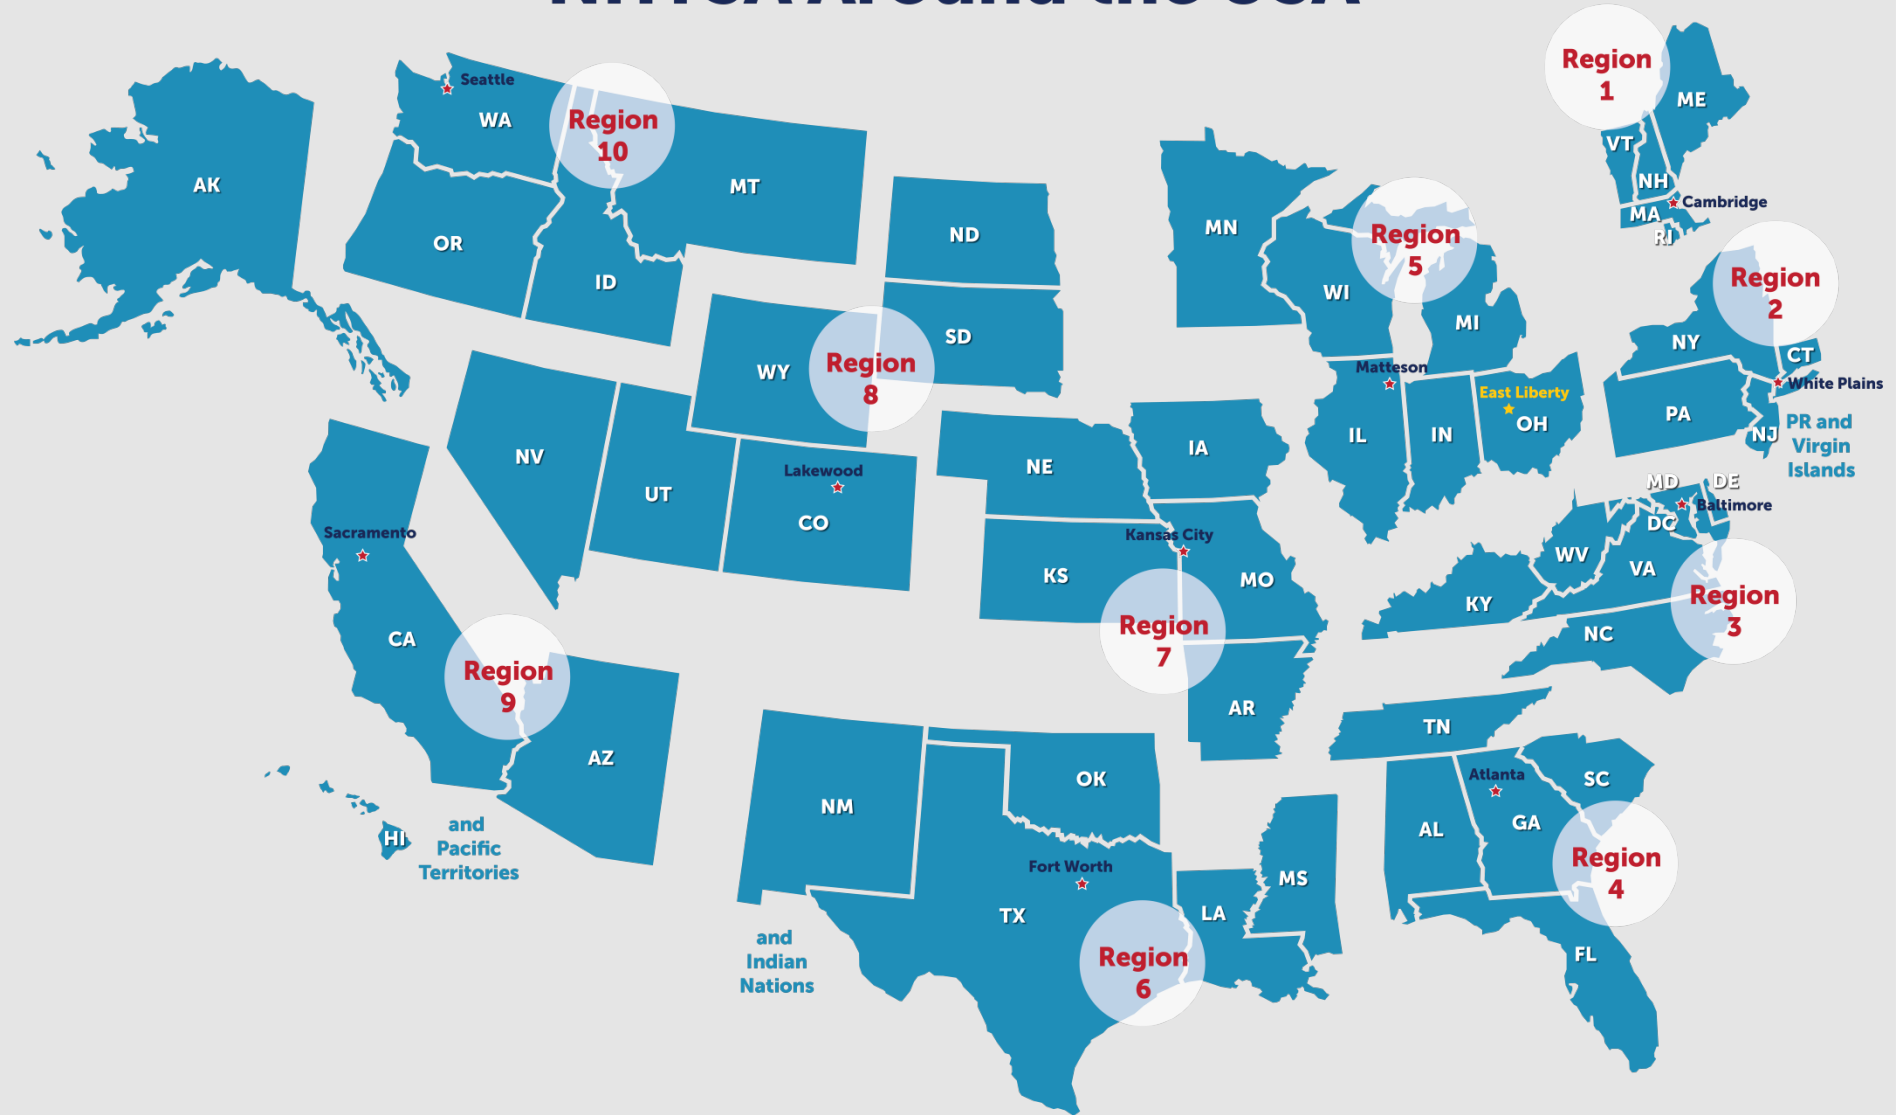 Around the USA
Region
1
ME
VT
NH
Cambridge
MA
RI
Seattle
WA
Region
10
AK
MT
OR
ID
ND
SD
WY
Region
8
MN
Region
5
WI
MI
Region
2
NY
CT
White Plains
PA
NJ
PR and
Virgin
Islands
Matteson
East Liberty
IL
IN
OH
NV
UT
Lakewood
CO
NE
IA
Kansas City
KS
MO
Region
7
AR
Sacramento
CA
Region
9
AZ
HI
and
Pacific
Territories
MD
DE
Baltimore
DC
WV
VA
KY
Region
3
NC
TN
Atlanta
SC
AL
GA
Region
4
FL
NM
OK
Fort Worth
TX
MS
LA
Region
6
and
Indian
Nations